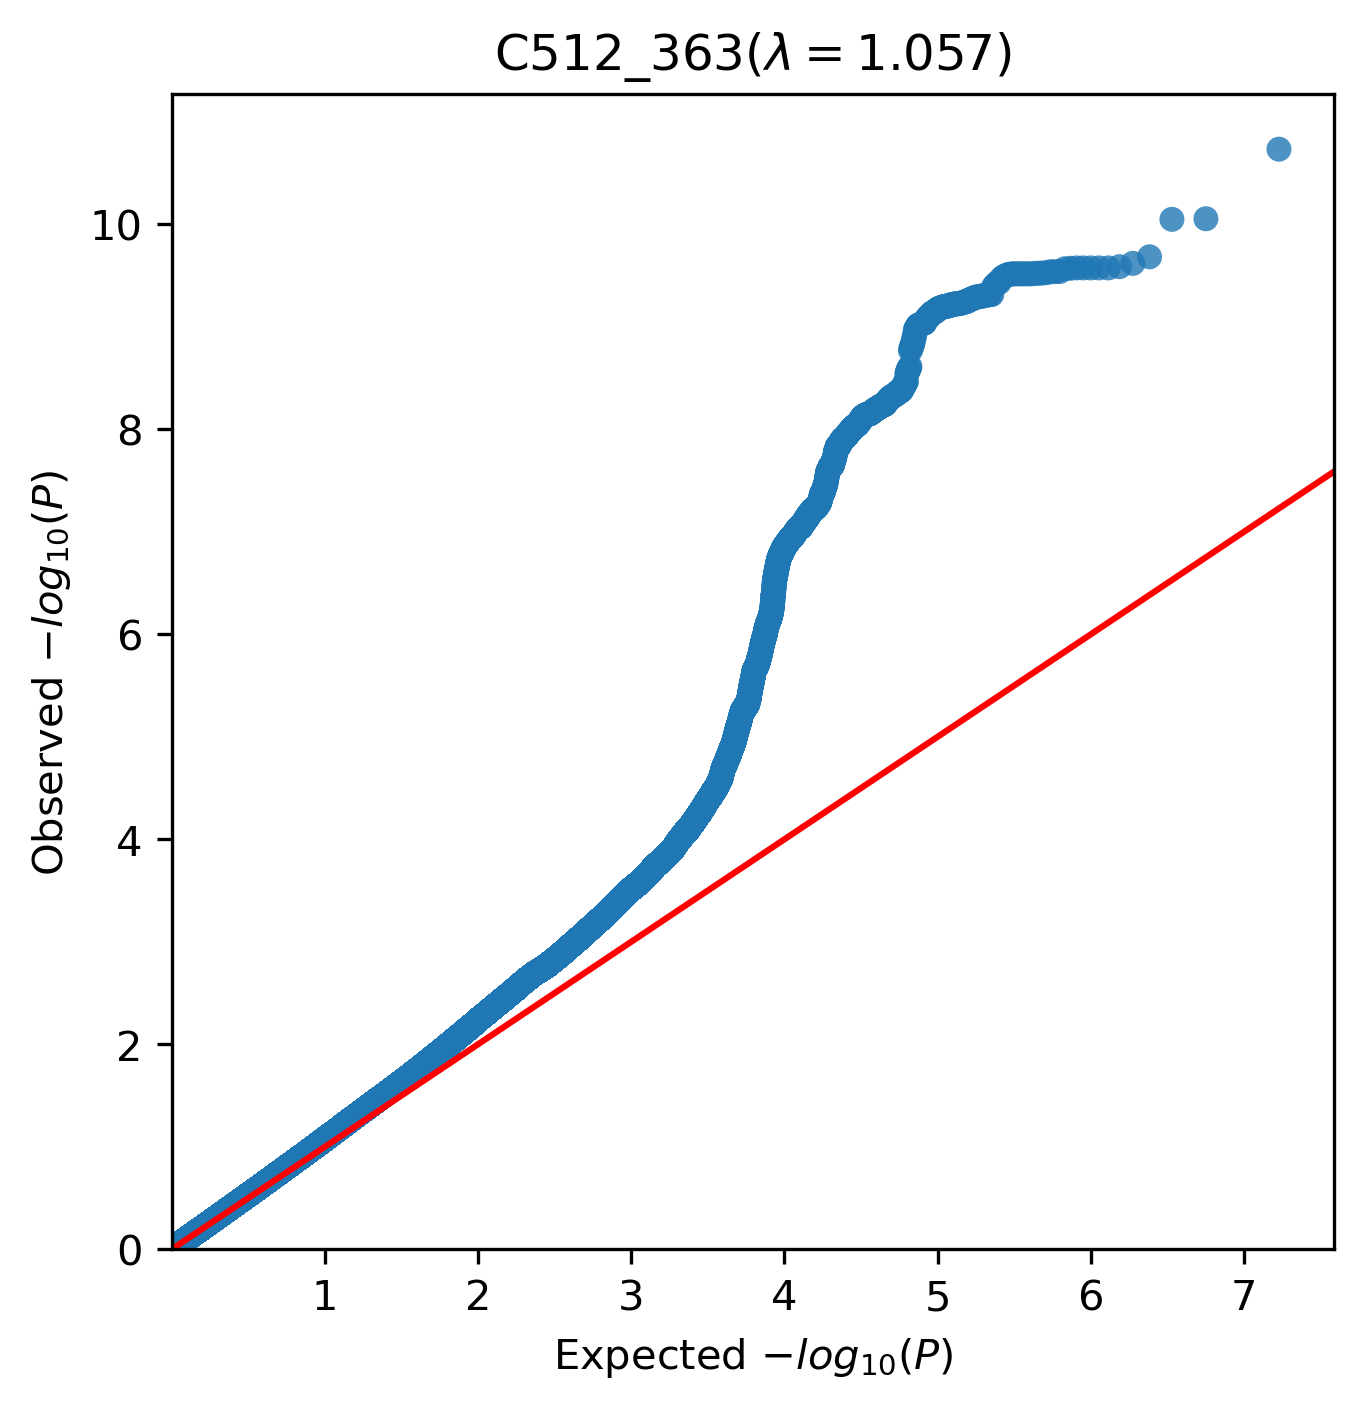 C512_363(λ = 1.057)
Observed −log10(P)
10
8
6
4
2
0
1 2 3 4 5 6 7
Expected −log10(P)